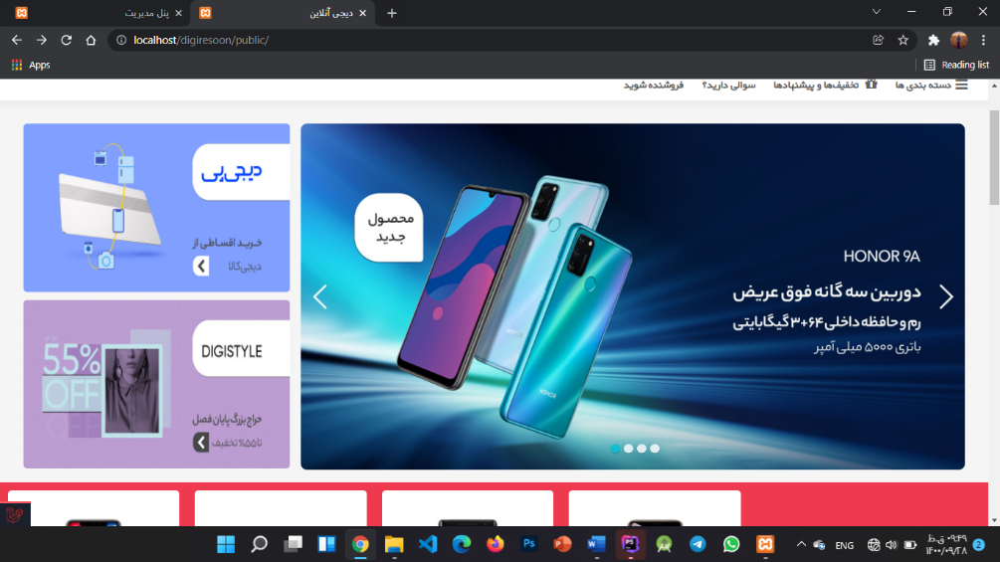 پنل مدیریت
دیجی آنلاین
localhost/digiresoon/public/
Apps
Reading list
دسته بندی ها
تخفیف‌ها و پیشنهادها
سوالی دارید؟
فروشنده شوید
دیجی‌پی
خرید اقساطی از
دیجی‌کالا
محصول
جدید
HONOR 9A
دوربین سه گانه فوق عریض
رم و حافظه داخلی ۶۴+۳ گیگابایتی
باتری ۵۰۰۰ میلی آمپر
HONOR
55%
OFF
DIGISTYLE
حراج بزرگ پایان فصل
تا ۵۵% تخفیف
ENG
۰۹:۴۹ ق.ظ
۱۴۰۰/۰۹/۲۸
2